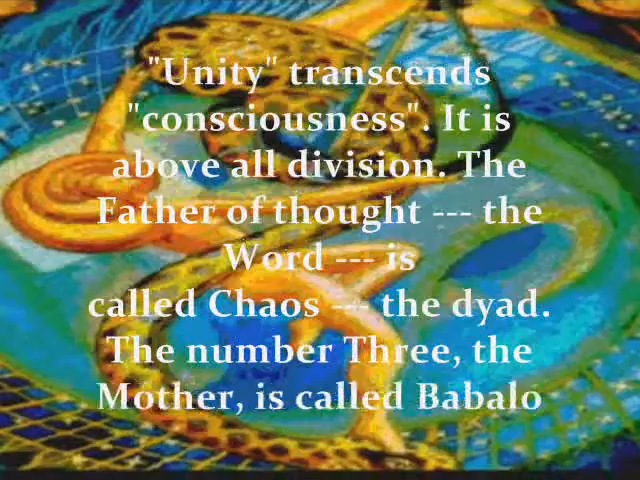 "Unity" transcends
"consciousness". It is
above all division. The
Father of thought --- the
Word --- is
called Chaos --- the dyad.
The number Three, the
Mother, is called Babalo